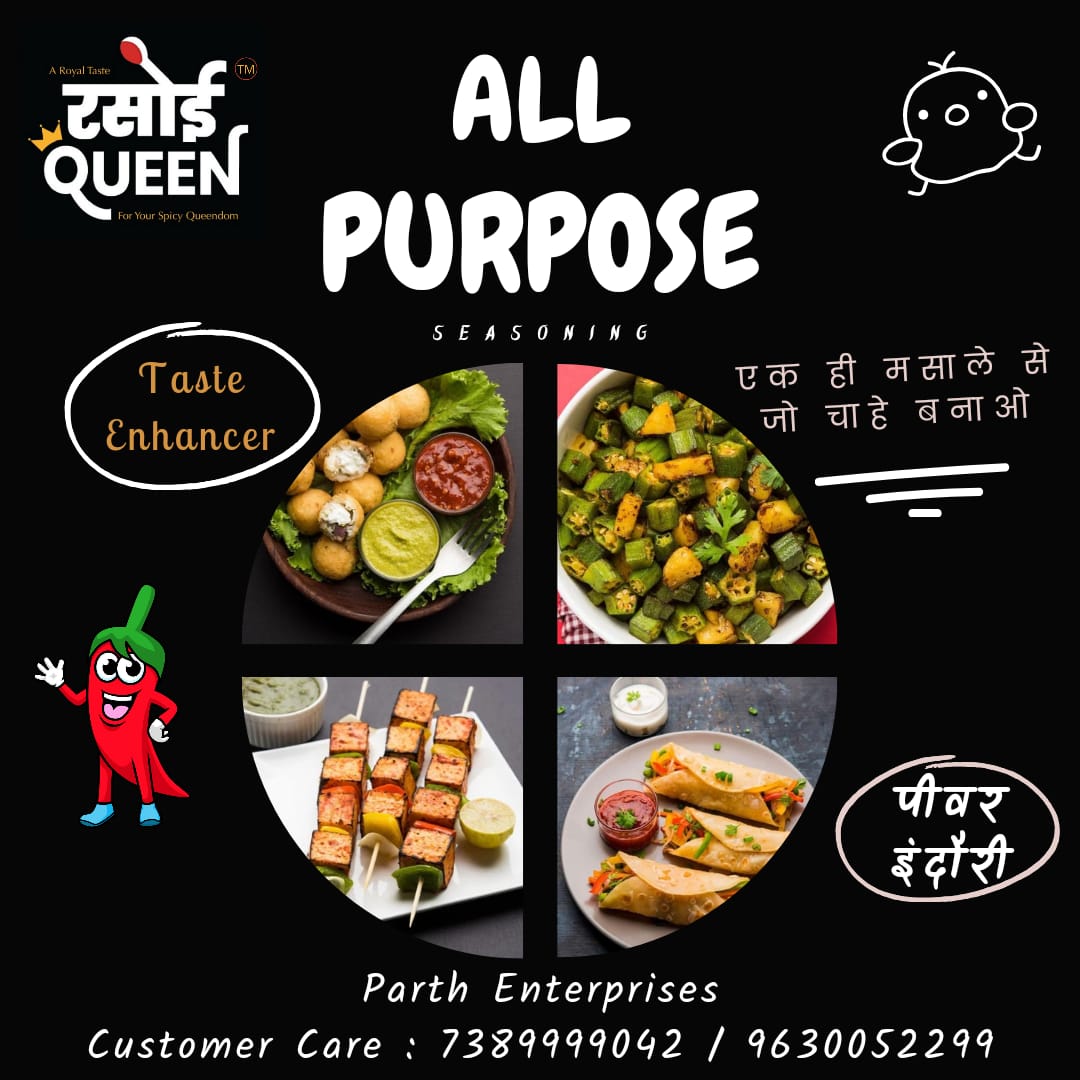 A Royal Taste
TM
रसोई
QUEEN
For Your Spicy Queendom
ALL
PURPOSE
SEASONING
Taste
Enhancer
एक ही मसाले से
जो चाहे बनाओ
पीवर
इंदौरी
Parth Enterprises
Customer Care : 7389999042 / 9630052299